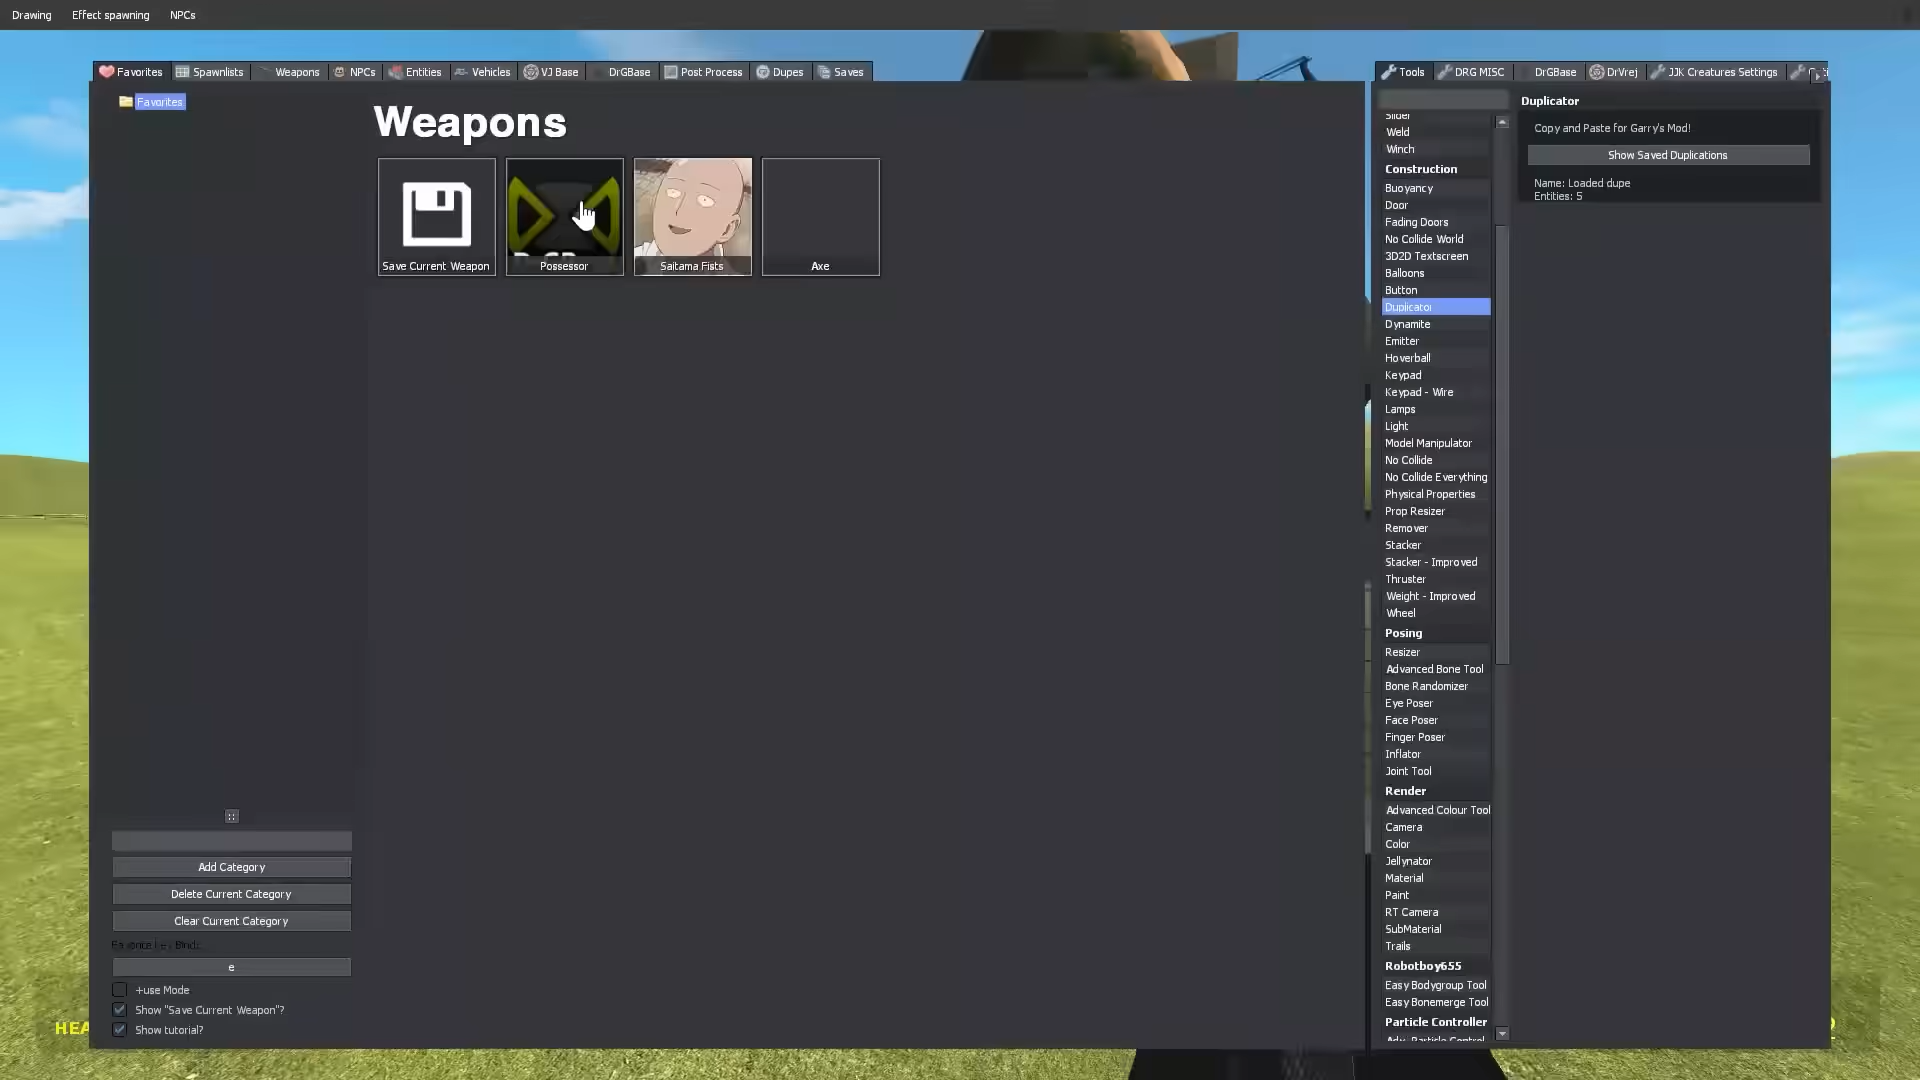 Drawing Effect spawning NPCs
Favorites Spawnlists Weapons NPCs Entities Vehicles VJ Base DrGBase Post Process Dupes Saves
Favorites
Weapons
Save Current Weapon
Possessor
Saitama Fists
Axe
Add Category
Delete Current Category
Clear Current Category
e
+use Mode
Show "Save Current Weapon"?
Show tutorial?
Tools DRG MISC DrGBase DrVrej JJK Creatures Settings
Slider
Weld
Winch
Construction
Buoyancy
Door
Fading Doors
No Collide World
3D2D Textscreen
Balloons
Button
Duplicator
Dynamite
Emitter
Hoverball
Keypad
Keypad - Wire
Lamps
Light
Model Manipulator
No Collide
No Collide Everything
Physical Properties
Prop Resizer
Remover
Stacker
Stacker - Improved
Thruster
Weight - Improved
Wheel
Posing
Resizer
Advanced Bone Tool
Bone Randomizer
Eye Poser
Face Poser
Finger Poser
Inflator
Joint Tool
Render
Advanced Colour Tool
Camera
Color
Jellynator
Material
Paint
RT Camera
SubMaterial
Trails
Robotboy655
Easy Bodygroup Tool
Easy Bonemerge Tool
Particle Controller
Duplicator
Copy and Paste for Garry's Mod!
Show Saved Duplications
Name: Loaded dupe
Entities: 5
HEA